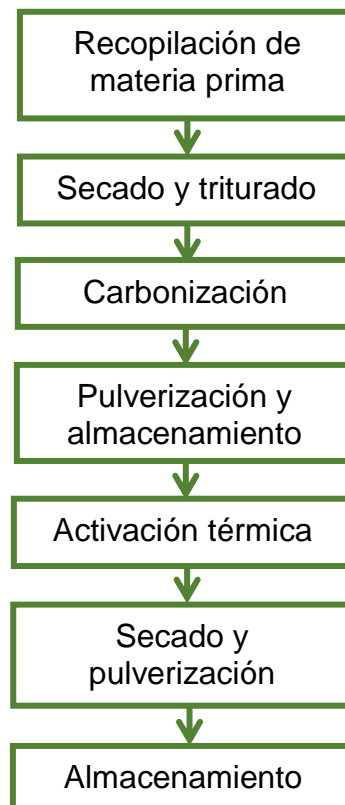 Recopilación de
materia prima
Secado y triturado
Carbonización
Pulverización y
almacenamiento
Activación térmica
Secado y
pulverización
Almacenamiento